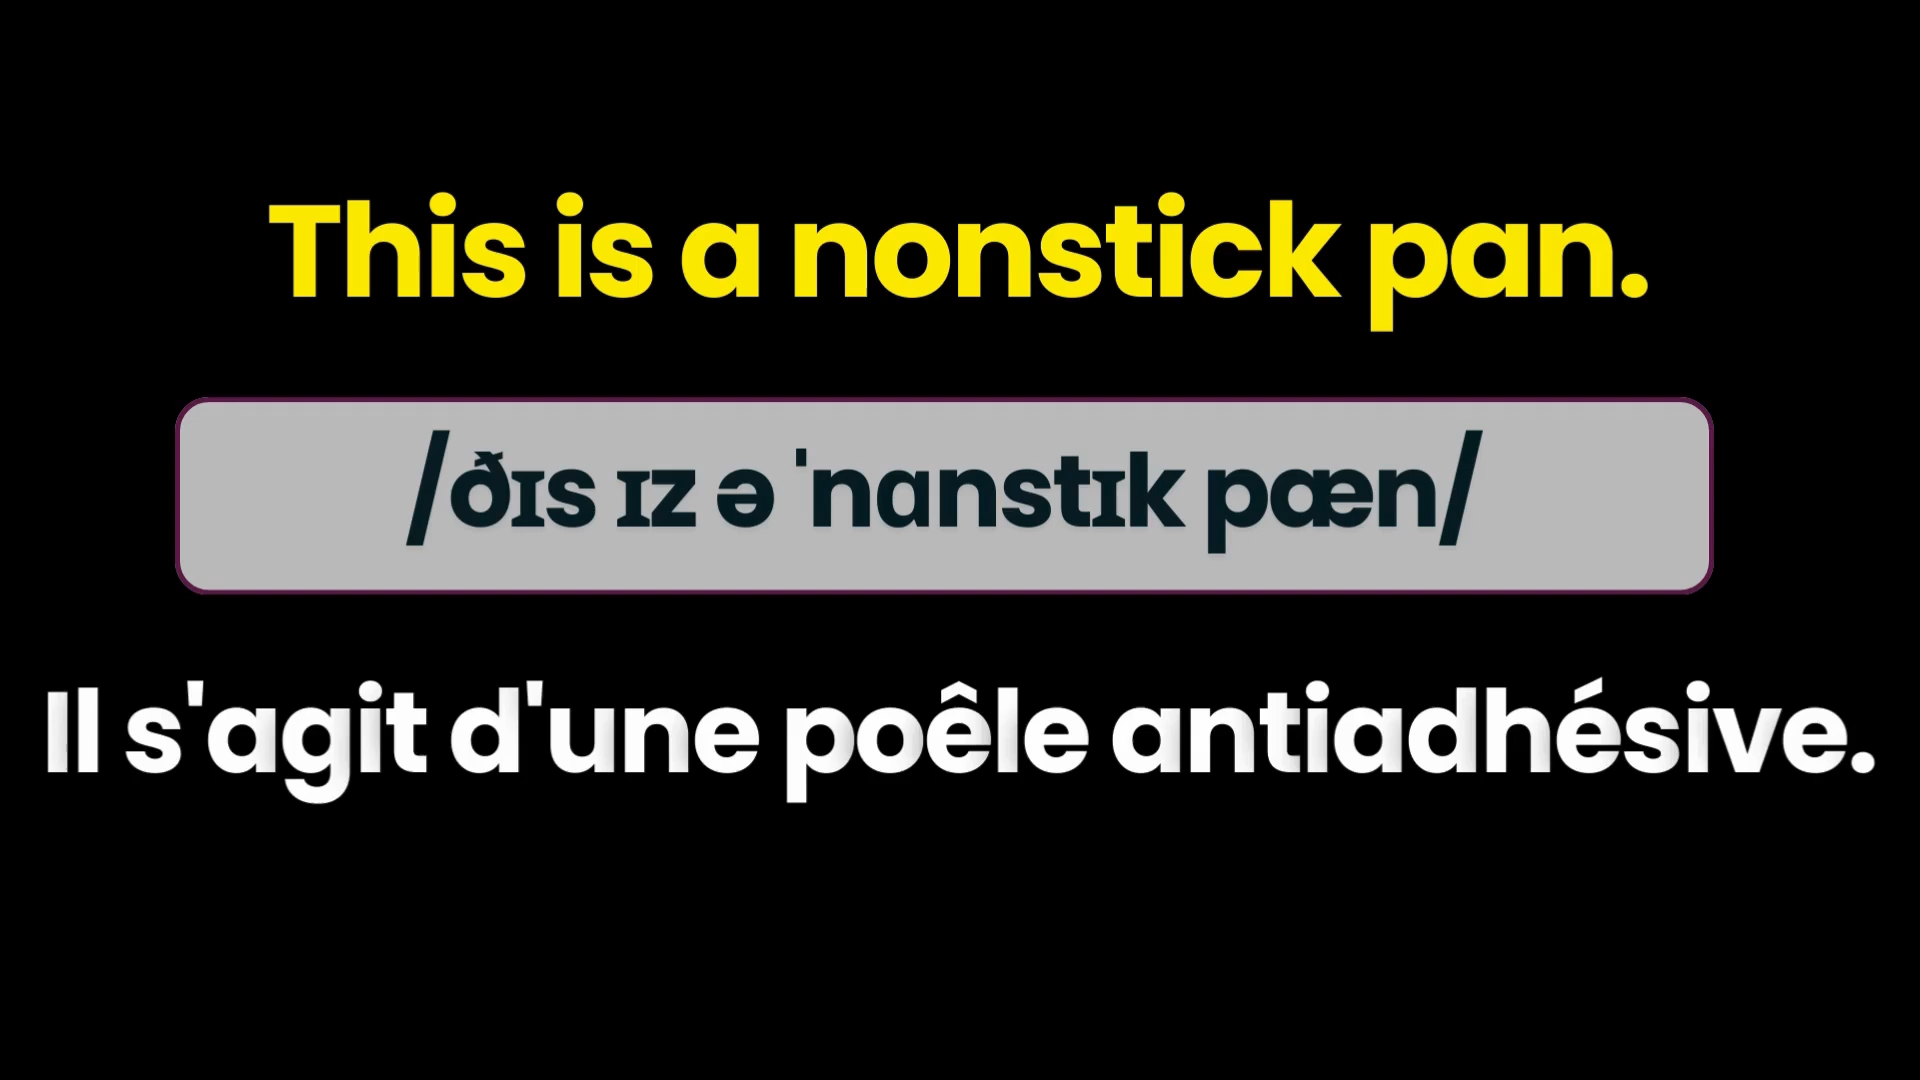 This is a nonstick pan.
/ðɪs ɪz ə ˈnɑnstɪk pæn/
Il s'agit d'une poêle antiadhésive.